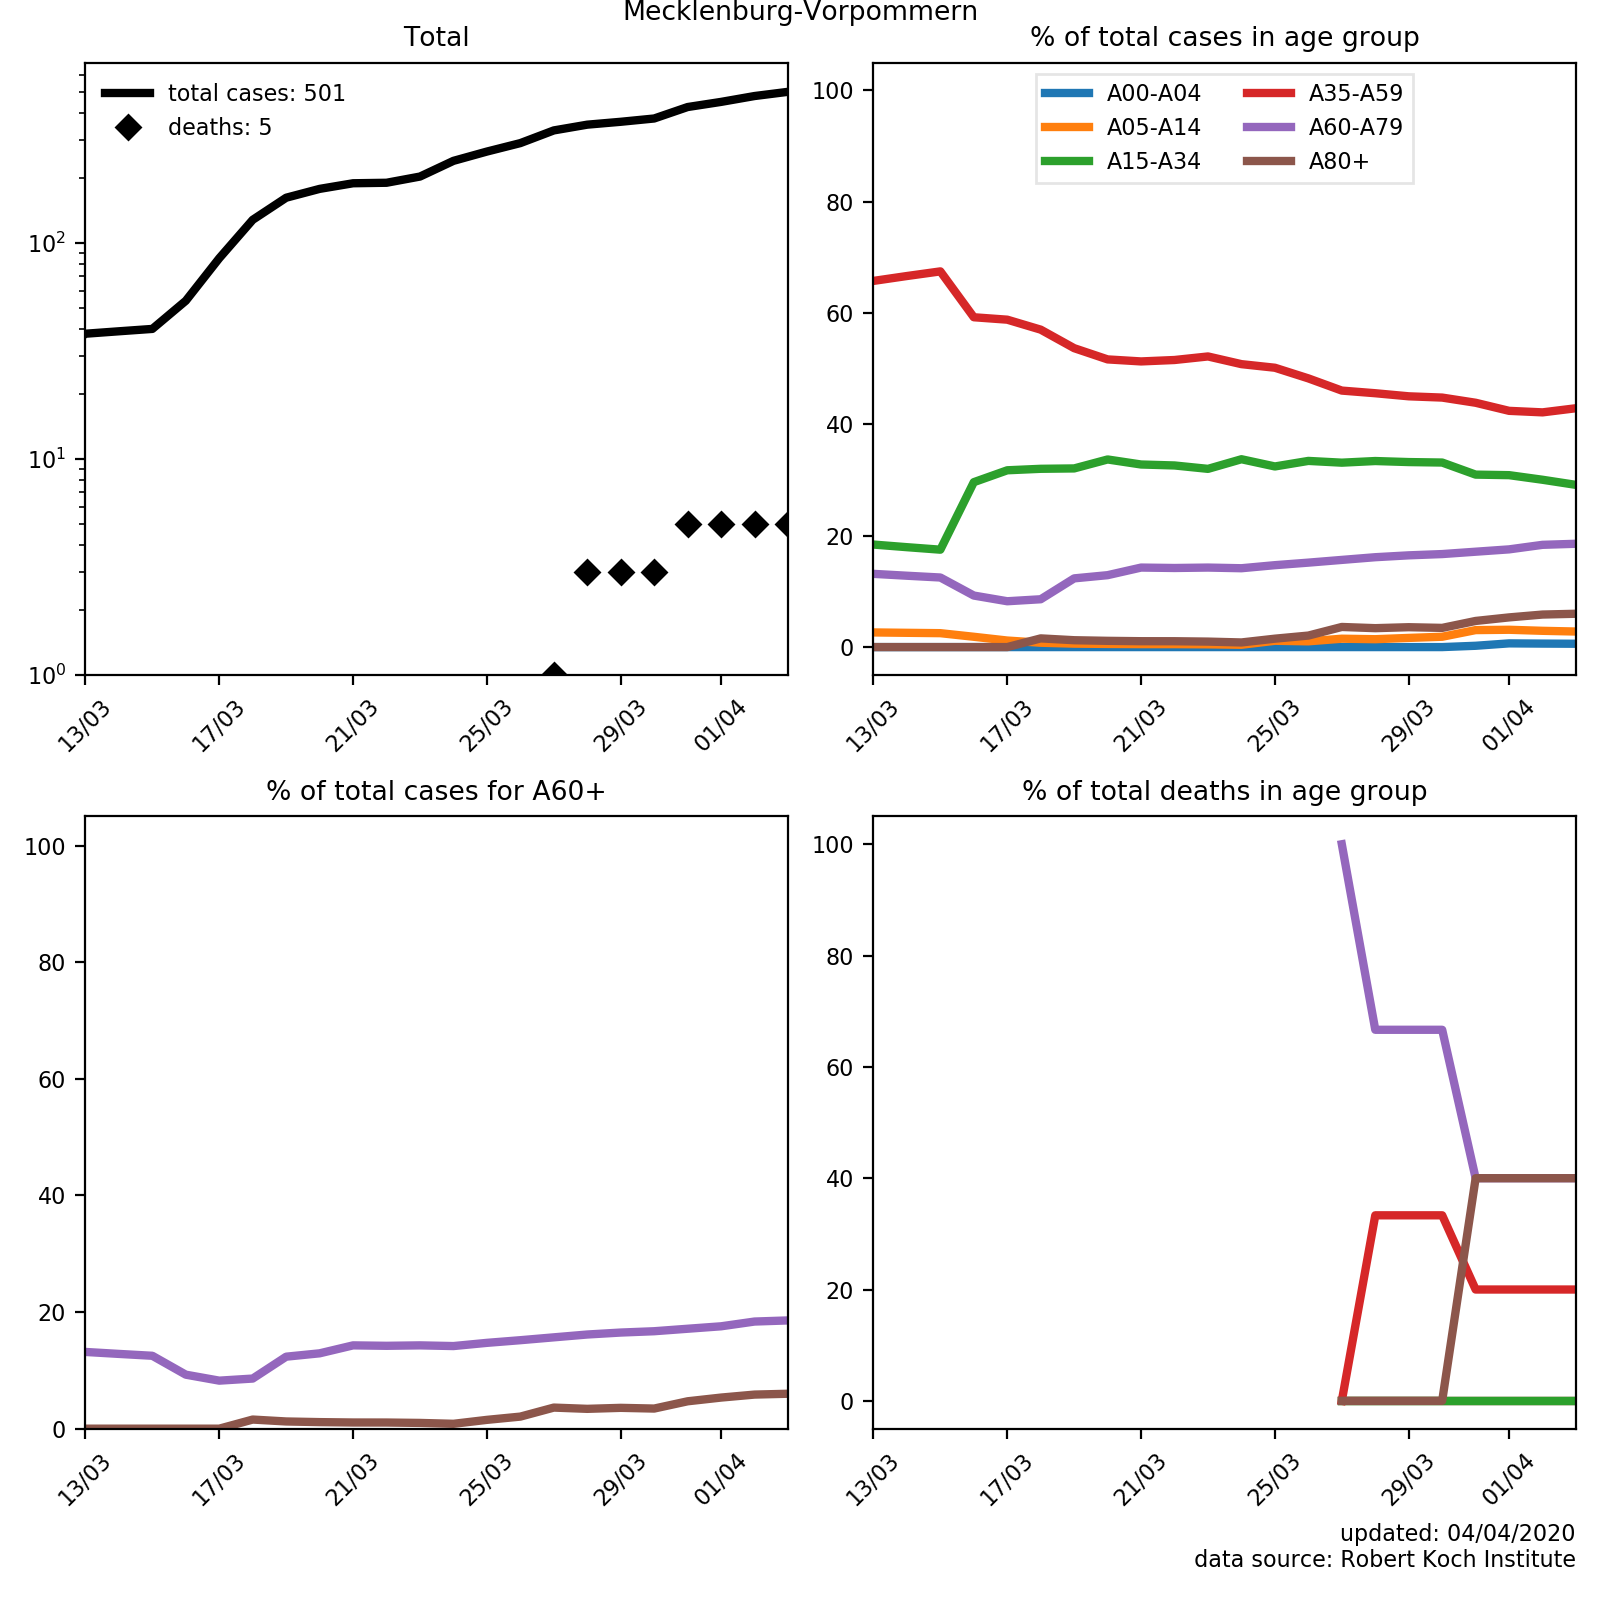 Mecklenburg-Vorpommern
Total
total cases: 501
deaths: 5
10²
10¹
10⁰
13/03 17/03 21/03 25/03 29/03 01/04
% of total cases in age group
A00-A04 A35-A59
A05-A14 A60-A79
A15-A34 A80+
100
80
60
40
20
0
13/03 17/03 21/03 25/03 29/03 01/04
% of total cases for A60+
100
80
60
40
20
0
13/03 17/03 21/03 25/03 29/03 01/04
% of total deaths in age group
100
80
60
40
20
0
13/03 17/03 21/03 25/03 29/03 01/04
updated: 04/04/2020
data source: Robert Koch Institute